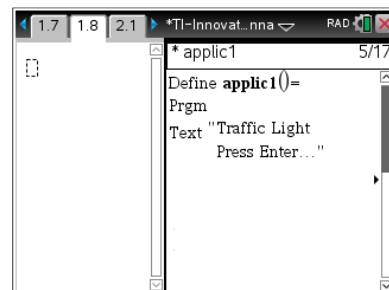 1.7 1.8 2.1 *TI-Innovat…nna RAD
* applic1 5/17
Define applic1()=
Prgm
Text "Traffic Light
Press Enter…"